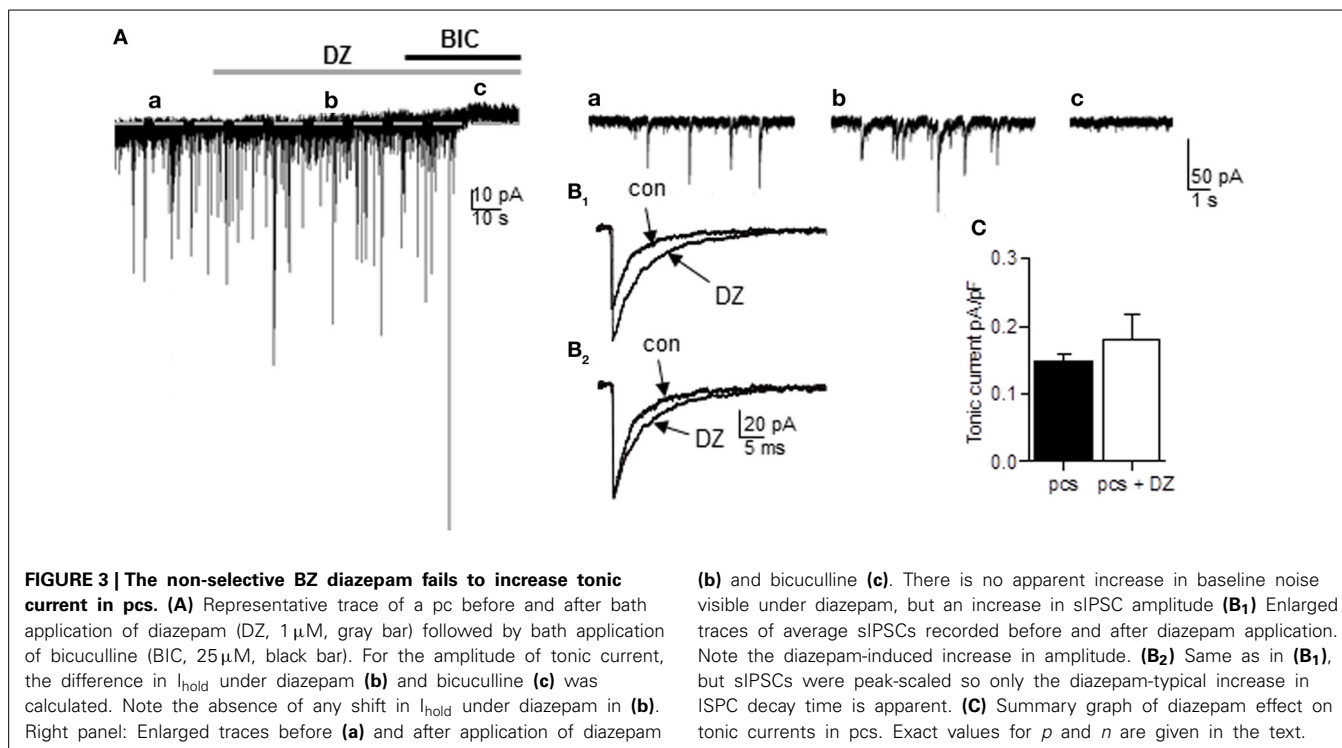 A
DZ
BIC
a
b
c
10 pA
10 s
a
b
c
50 pA
1 s
B1
con
DZ
B2
con
DZ
20 pA
5 ms
C
Tonic current pA/pF
0.3
0.2
0.1
0.0
pcs
pcs + DZ
FIGURE 3 | The non-selective BZ diazepam fails to increase tonic
current in pcs. (A) Representative trace of a pc before and after bath
application of diazepam (DZ, 1 μM, gray bar) followed by bath application
of bicuculline (BIC, 25 μM, black bar). For the amplitude of tonic current,
the difference in Ihold under diazepam (b) and bicuculline (c) was
calculated. Note the absence of any shift in Ihold under diazepam in (b).
Right panel: Enlarged traces before (a) and after application of diazepam
(b) and bicuculline (c). There is no apparent increase in baseline noise
visible under diazepam, but an increase in sIPSC amplitude (B1) Enlarged
traces of average sIPSCs recorded before and after diazepam application.
Note the diazepam-induced increase in amplitude. (B2) Same as in (B1),
but sIPSCs were peak-scaled so only the diazepam-typical increase in
ISPC decay time is apparent. (C) Summary graph of diazepam effect on
tonic currents in pcs. Exact values for p and n are given in the text.